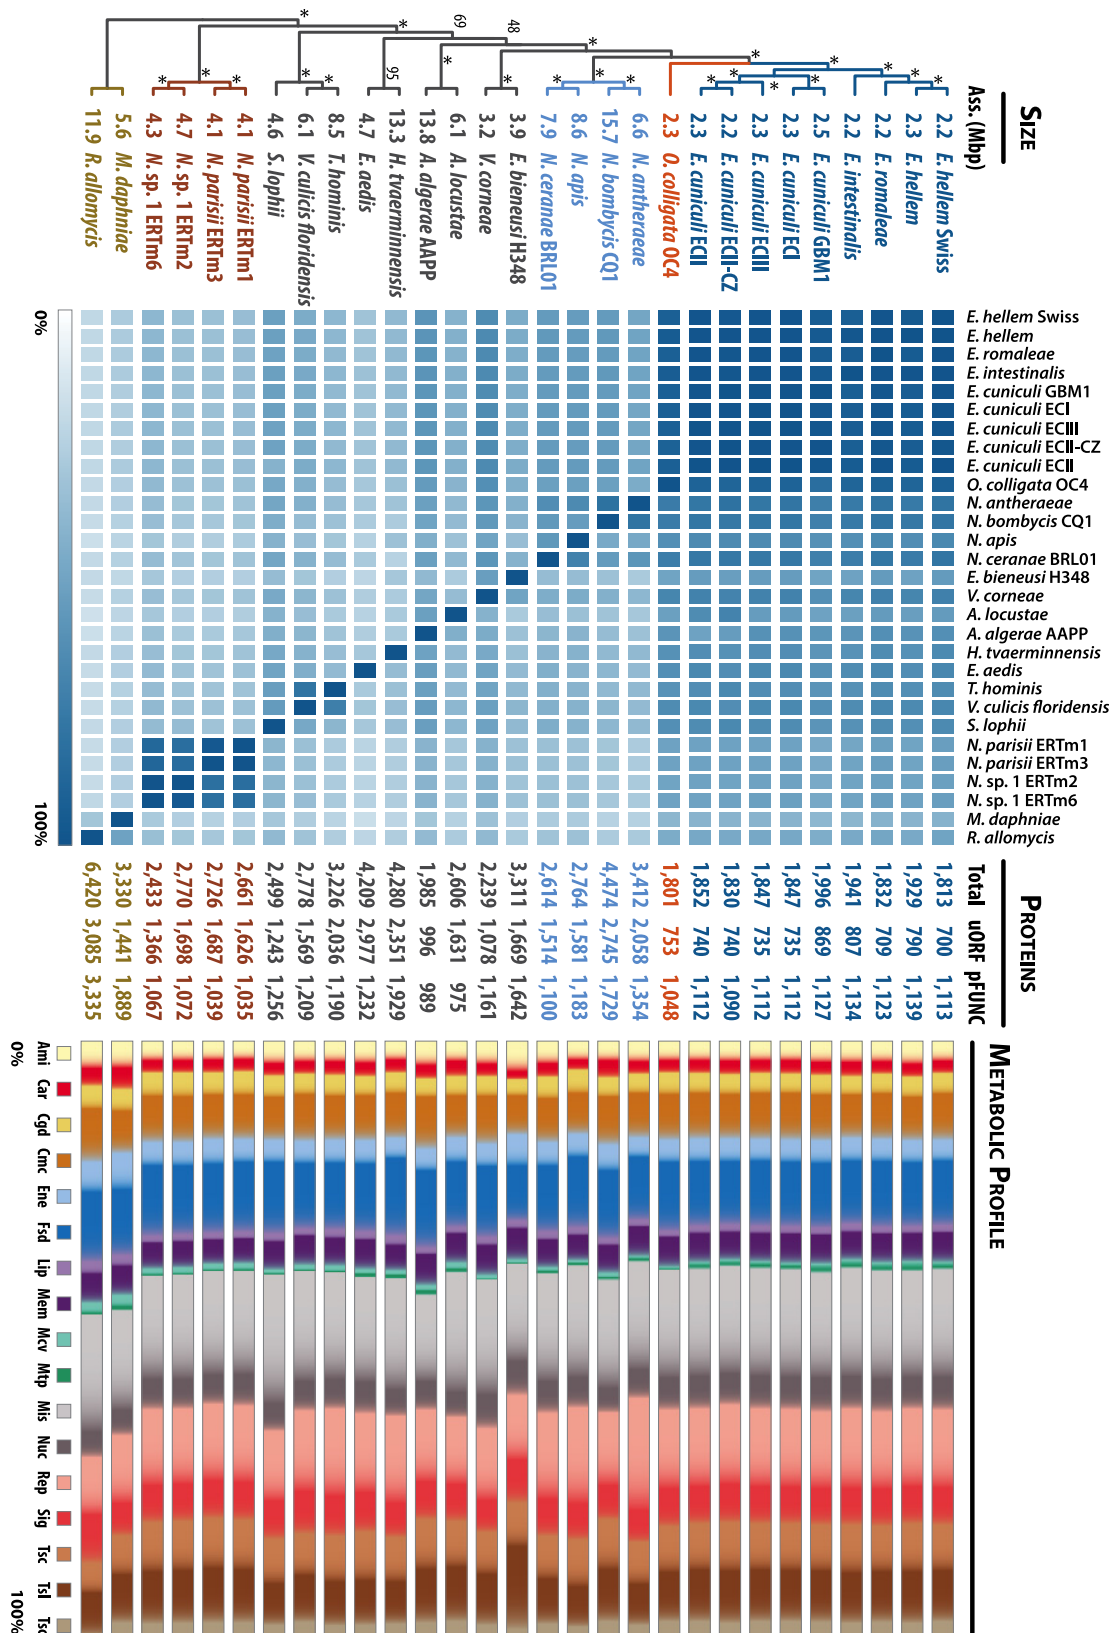 SIZE
Ass. (Mbp)
E. hellem Swiss
E. hellem
E. romaleae
E. intestinalis
E. cuniculi GBM1
E. cuniculi ECI
E. cuniculi ECIII
E. cuniculi ECII-CZ
E. cuniculi ECII
O. colligata OC4
N. antheraeae
N. bombycis CQ1
N. apis
N. ceranae BRL01
E. bieneusi H348
V. corneae
A. locustae
A. algerae AAPP
H. tvaerminnensis
E. aedis
T. hominis
V. culicis floridensis
S. lophii
N. parisii ERTm1
N. parisii ERTm3
N. sp. 1 ERTm2
N. sp. 1 ERTm6
M. daphniae
R. allomycis
PROTEINS
Total uORF pFUNC
METABOLIC PROFILE
2.2 E. hellem Swiss 1,813 700 1,113
2.3 E. hellem 1,929 790 1,139
2.2 E. romaleae 1,832 709 1,123
2.2 E. intestinalis 1,941 807 1,134
2.5 E. cuniculi GBM1 1,996 869 1,127
2.3 E. cuniculi ECI 1,847 735 1,112
2.3 E. cuniculi ECIII 1,847 735 1,112
2.2 E. cuniculi ECII-CZ 1,830 740 1,090
2.3 E. cuniculi ECII 1,852 740 1,112
2.3 O. colligata OC4 1,801 753 1,048
6.6 N. antheraeae 3,412 2,058 1,354
15.7 N. bombycis CQ1 4,474 2,745 1,729
8.6 N. apis 2,764 1,581 1,183
7.9 N. ceranae BRL01 2,614 1,514 1,100
3.9 E. bieneusi H348 3,311 1,669 1,642
3.2 V. corneae 2,239 1,078 1,161
6.1 A. locustae 2,606 1,631 975
13.8 A. algerae AAPP 1,985 996 989
13.3 H. tvaerminnensis 4,280 2,351 1,929
4.7 E. aedis 4,209 2,977 1,232
8.5 T. hominis 3,226 2,036 1,190
6.1 V. culicis floridensis 2,778 1,569 1,209
4.6 S. lophii 2,499 1,243 1,256
4.1 N. parisii ERTm1 2,661 1,626 1,035
4.1 N. parisii ERTm3 2,726 1,687 1,039
4.7 N. sp. 1 ERTm2 2,770 1,698 1,072
4.3 N. sp. 1 ERTm6 2,433 1,366 1,067
5.6 M. daphniae 3,330 1,441 1,889
11.9 R. allomycis 6,420 3,085 3,335
48
69
95
0% 100%
Ami Car Cgd Cmc Ene Fsd Lip Mem Mcv Mtp Mis Nuc Rep Sig Tsc Tsl
0% 100%